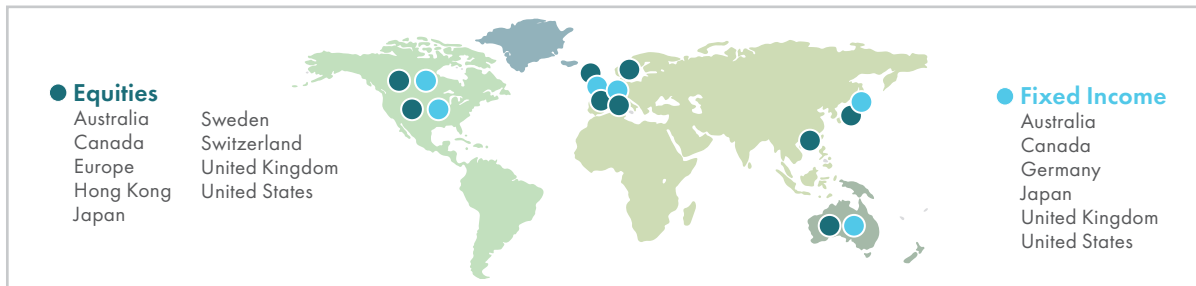 Equities
Australia
Canada
Europe
Hong Kong
Japan
Sweden
Switzerland
United Kingdom
United States
Fixed Income
Australia
Canada
Germany
Japan
United Kingdom
United States